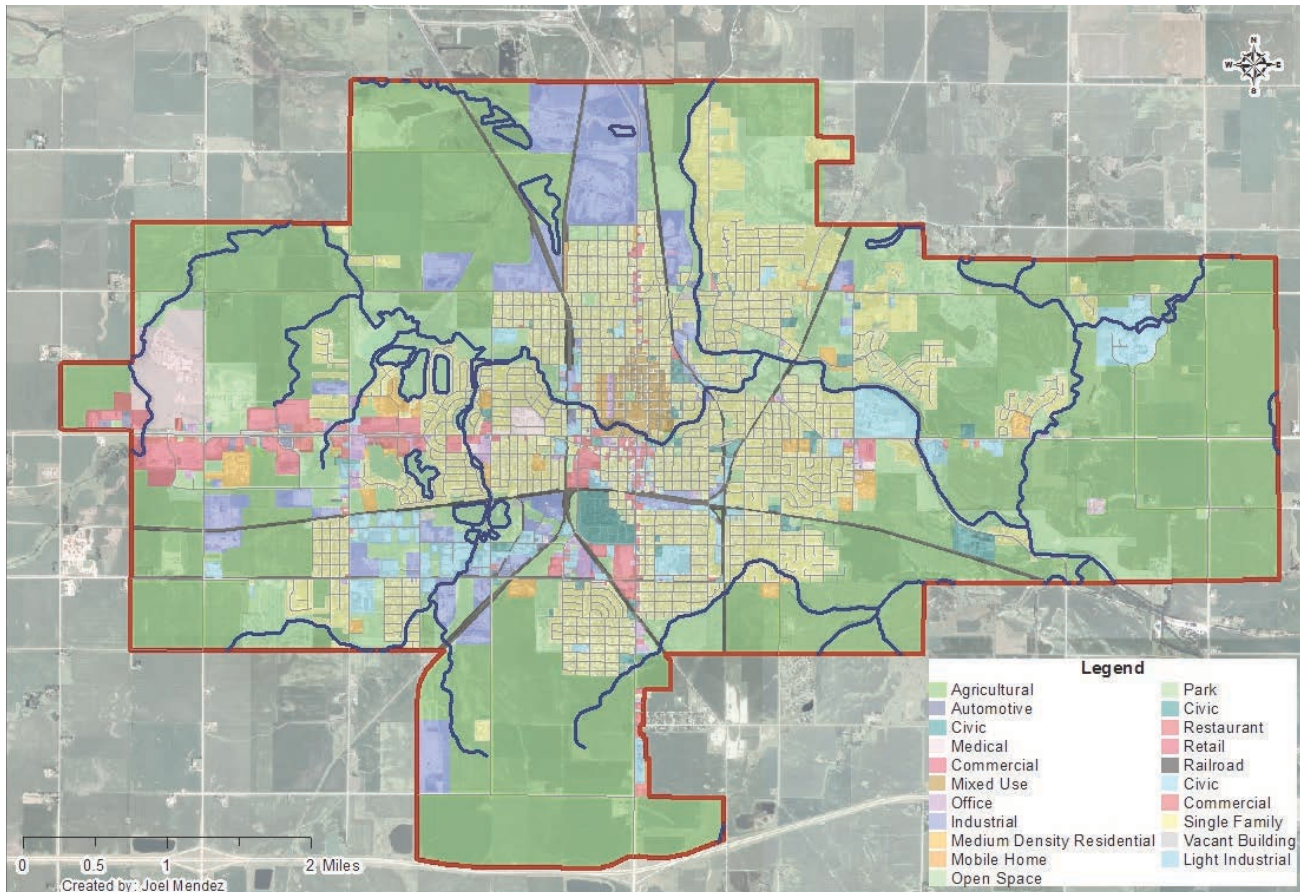 N
W E
S
Legend
Agricultural
Automotive
Civic
Medical
Commercial
Mixed Use
Office
Industrial
Medium Density Residential
Mobile Home
Open Space
Park
Civic
Restaurant
Retail
Railroad
Civic
Commercial
Single Family
Vacant Building
Light Industrial
0 0.5 1 2 Miles
Created by: Joel Mendez